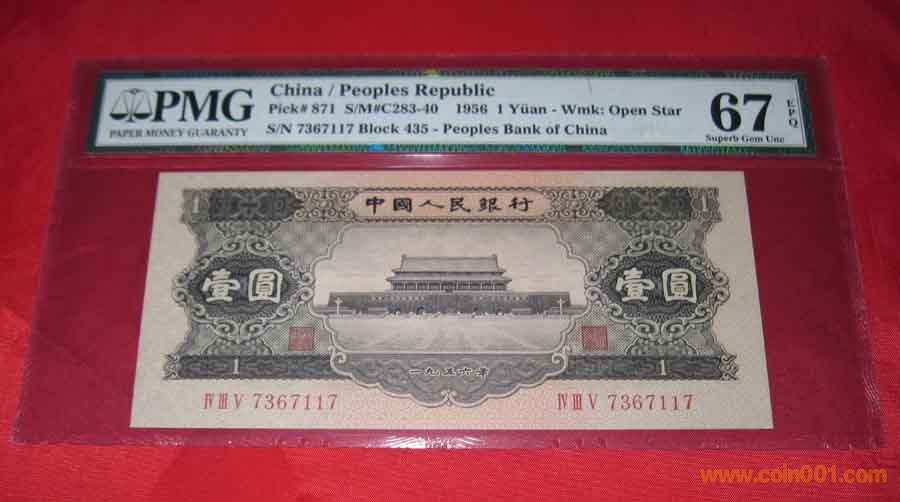 PMG
PAPER MONEY GUARANTY
China / Peoples Republic
Pick# 871 S/M#C283-40 1956 1 Yüan - Wmk: Open Star
S/N 7367117 Block 435 - Peoples Bank of China
67
EPQ
Superb Gem Unc
1 中國人民銀行 1
壹圓 壹圓
1 1
一九五六年
IV III V 7367117 IV III V 7367117
www.coin001.com